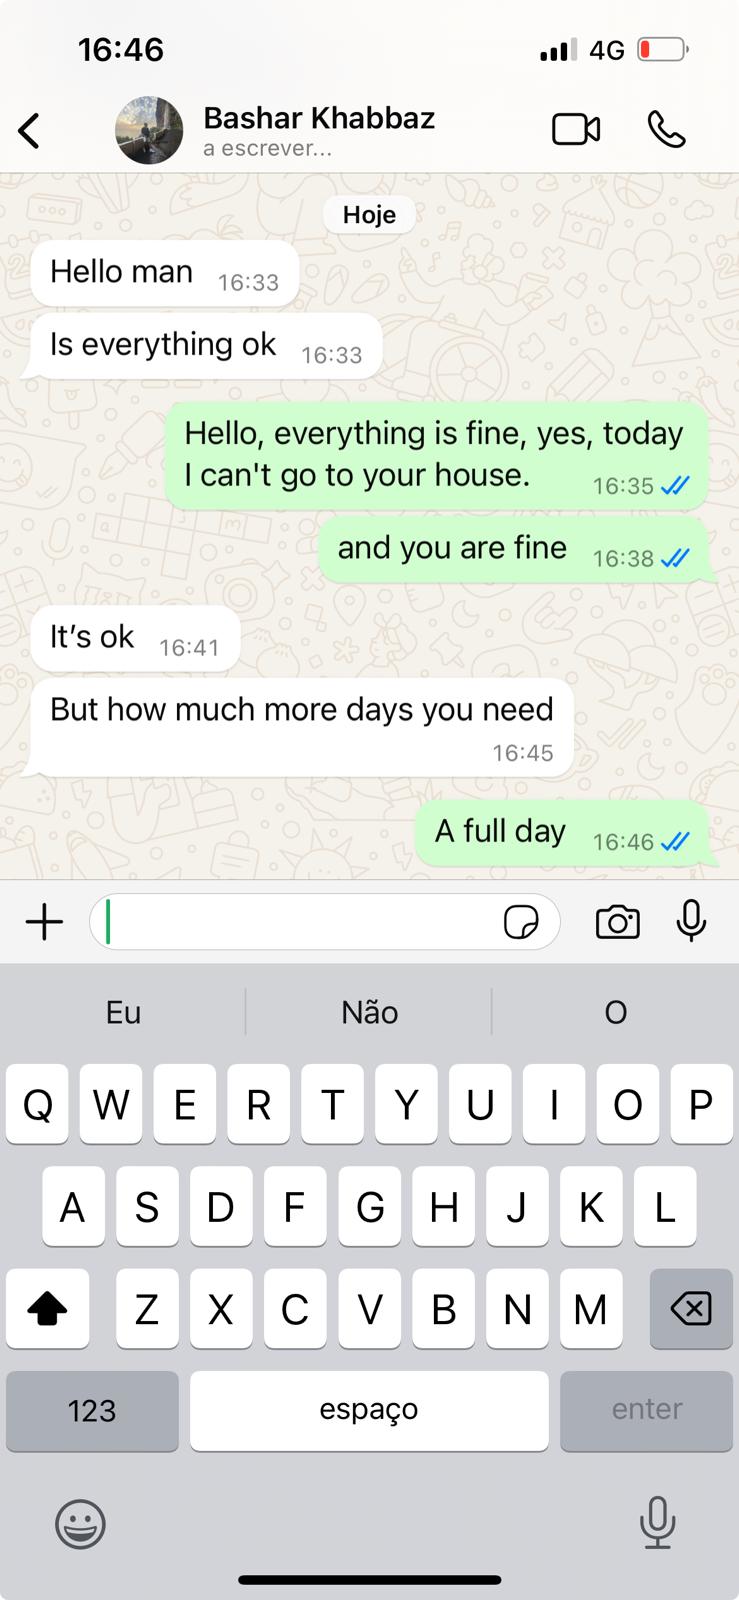 16:46
4G
Bashar Khabbaz
a escrever...
Hoje
Hello man 16:33
Is everything ok 16:33
Hello, everything is fine, yes, today
I can't go to your house. 16:35
and you are fine 16:38
It’s ok 16:41
But how much more days you need
16:45
A full day 16:46
Eu Não O
Q W E R T Y U I O P
A S D F G H J K L
Z X C V B N M
123 espaço enter